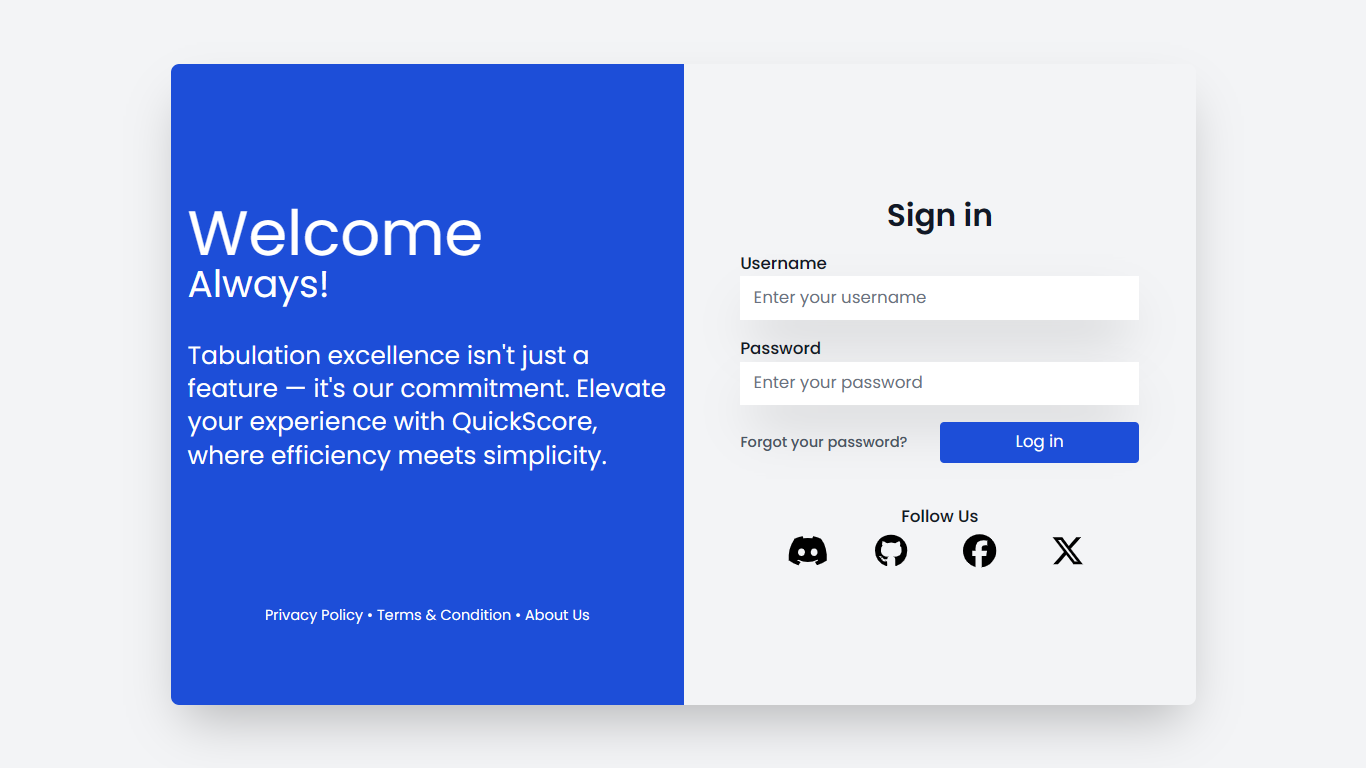 Welcome
Always!
Tabulation excellence isn't just a
feature — it's our commitment. Elevate
your experience with QuickScore,
where efficiency meets simplicity.
Privacy Policy • Terms & Condition • About Us
Sign in
Username
Enter your username
Password
Enter your password
Forgot your password?
Log in
Follow Us